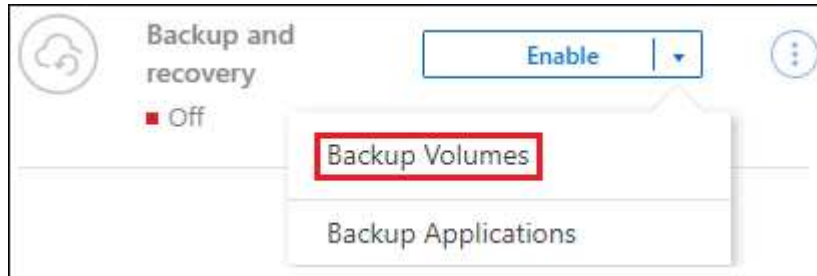 Backup and
recovery
Enable
Off
Backup Volumes
Backup Applications